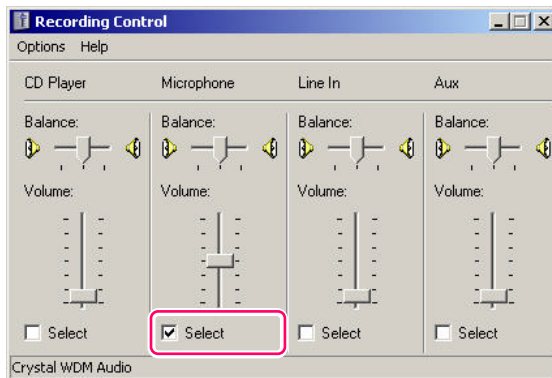 Recording Control
Options Help
CD Player Microphone Line In Aux
Balance: Balance: Balance: Balance:
Volume: Volume: Volume: Volume:
Select Select Select Select
Crystal WDM Audio